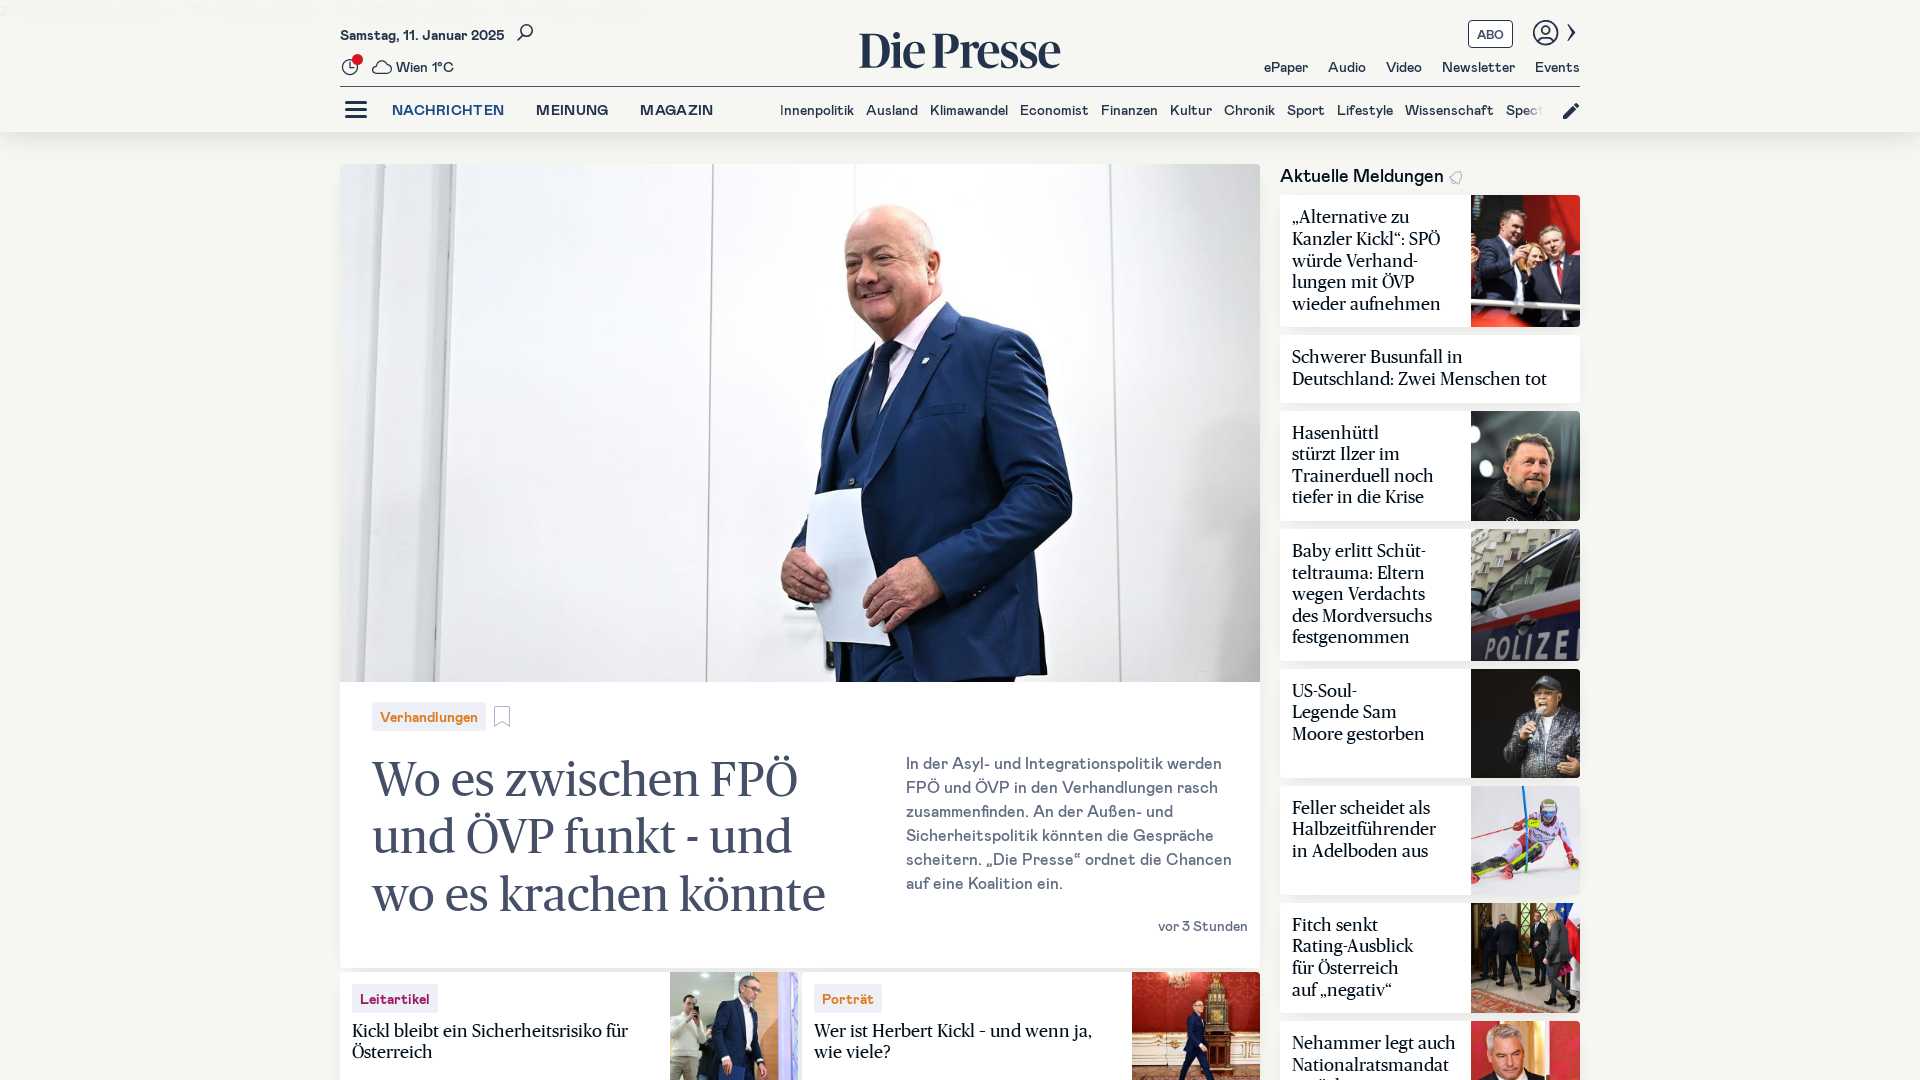 Samstag, 11. Januar 2025
Wien 1°C
Die Presse
ABO
ePaper Audio Video Newsletter Events
NACHRICHTEN MEINUNG MAGAZIN
Innenpolitik Ausland Klimawandel Economist Finanzen Kultur Chronik Sport Lifestyle Wissenschaft Spect
Verhandlungen
Wo es zwischen FPÖ
und ÖVP funkt - und
wo es krachen könnte
In der Asyl- und Integrationspolitik werden
FPÖ und ÖVP in den Verhandlungen rasch
zusammenfinden. An der Außen- und
Sicherheitspolitik könnten die Gespräche
scheitern. „Die Presse“ ordnet die Chancen
auf eine Koalition ein.
vor 3 Stunden
Leitartikel
Kickl bleibt ein Sicherheitsrisiko für
Österreich
Porträt
Wer ist Herbert Kickl – und wenn ja,
wie viele?
Aktuelle Meldungen
„Alternative zu
Kanzler Kickl“: SPÖ
würde Verhand-
lungen mit ÖVP
wieder aufnehmen
Schwerer Busunfall in
Deutschland: Zwei Menschen tot
Hasenhüttl
stürzt Ilzer im
Trainerduell noch
tiefer in die Krise
Baby erlitt Schüt-
teltrauma: Eltern
wegen Verdachts
des Mordversuchs
festgenommen
POLIZEI
US-Soul-
Legende Sam
Moore gestorben
Feller scheidet als
Halbzeitführender
in Adelboden aus
Fitch senkt
Rating-Ausblick
für Österreich
auf „negativ“
Nehammer legt auch
Nationalratsmandat